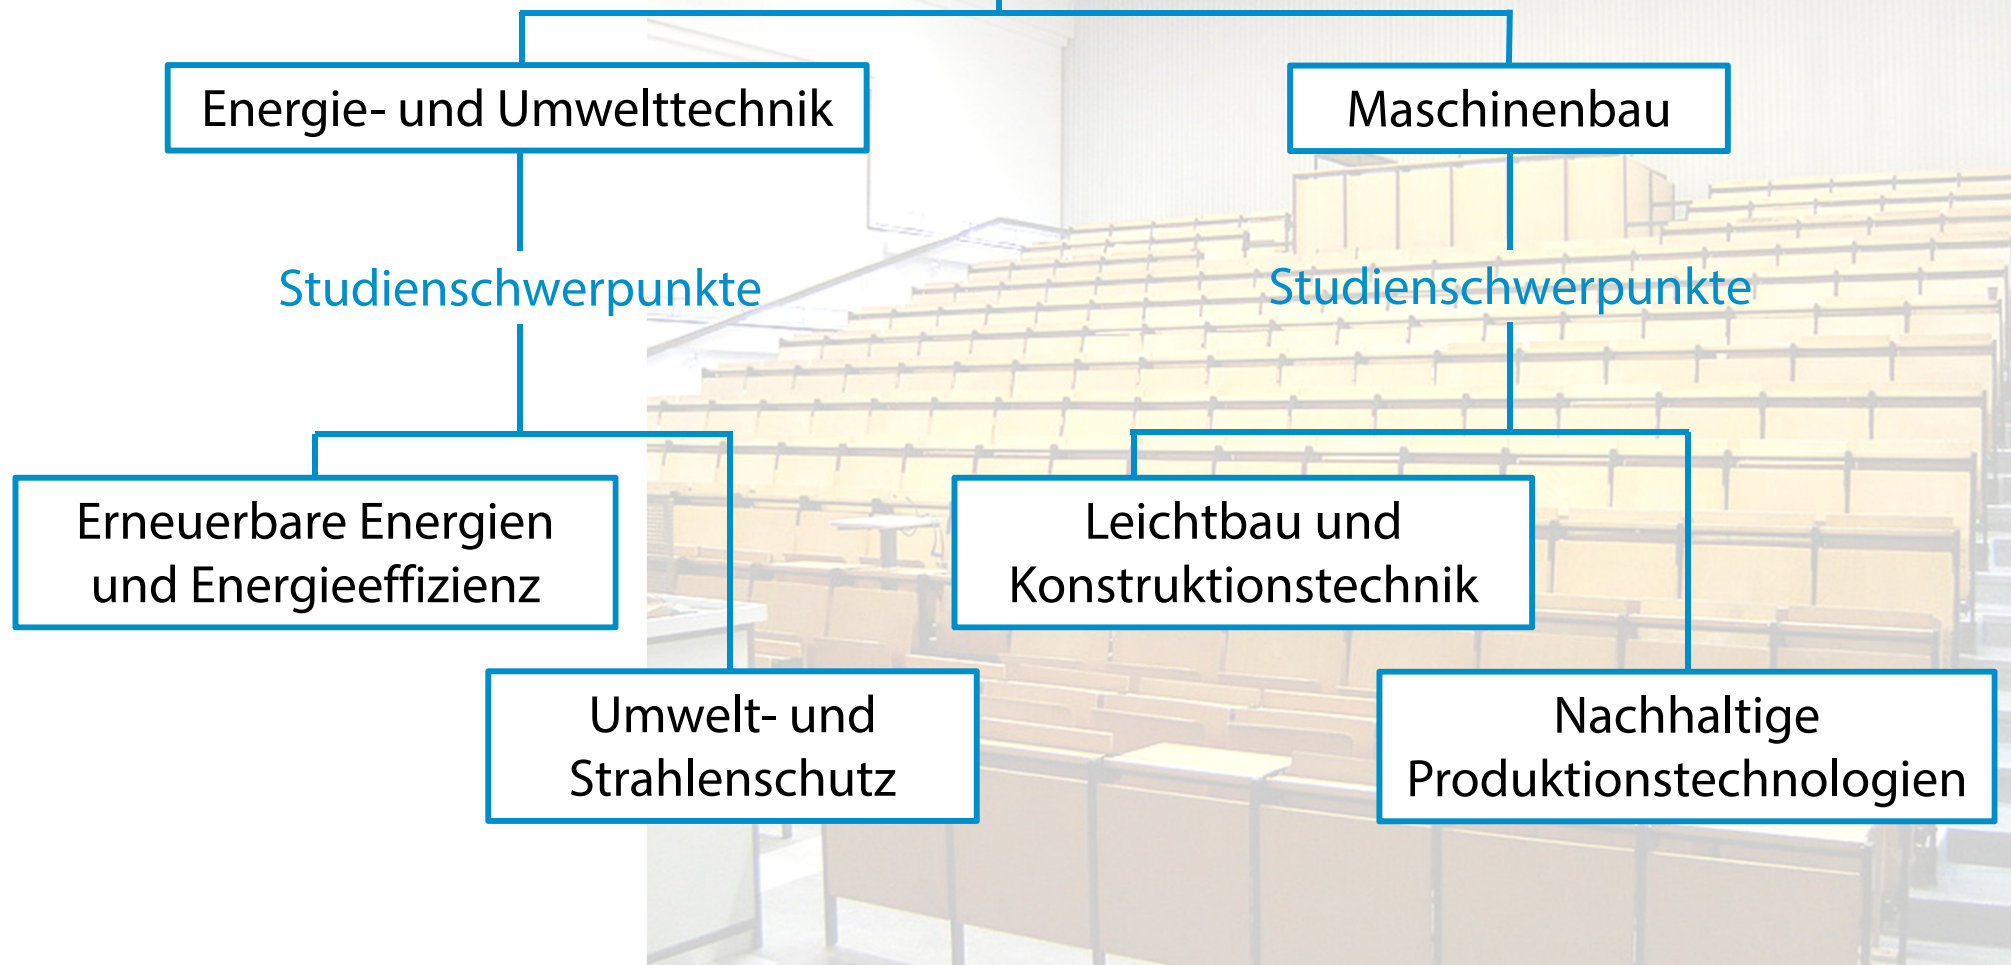 Energie- und Umwelttechnik
Maschinenbau
Studienschwerpunkte
Studienschwerpunkte
Erneuerbare Energien
und Energieeffizienz
Leichtbau und
Konstruktionstechnik
Umwelt- und
Strahlenschutz
Nachhaltige
Produktionstechnologien